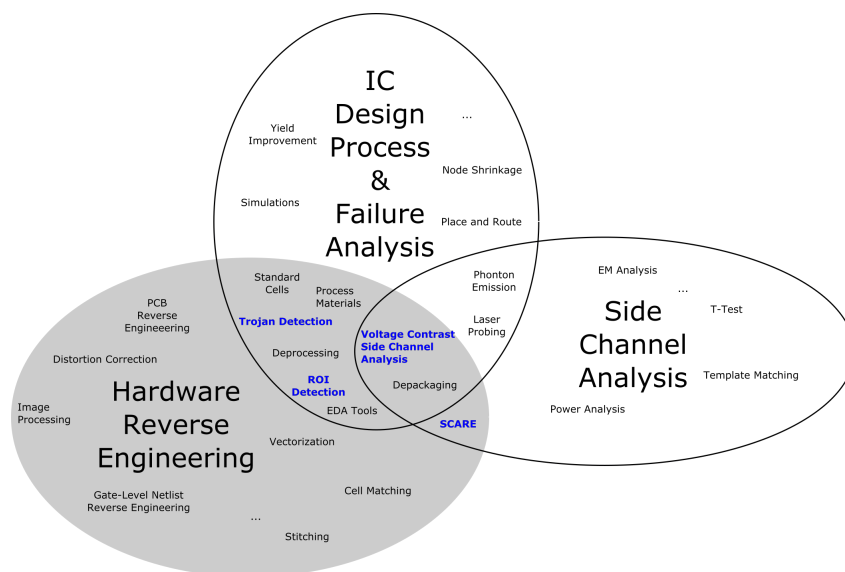 IC
Design
Process
&
Failure
Analysis
...
Yield
Improvement
Node Shrinkage
Simulations
Place and Route
Phonton
Emission
Laser
Probing
Standard
Cells
Process
Materials
Trojan Detection
Deprocessing
ROI
Detection
EDA Tools
Voltage Contrast
Side Channel
Analysis
Depackaging
SCARE
EM Analysis
...
T-Test
Side
Channel
Analysis
Template Matching
Power Analysis
PCB
Reverse
Engineeering
Distortion Correction
Hardware
Reverse
Engineering
Image
Processing
Vectorization
Gate-Level Netlist
Reverse Engineering
Cell Matching
...
Stitching